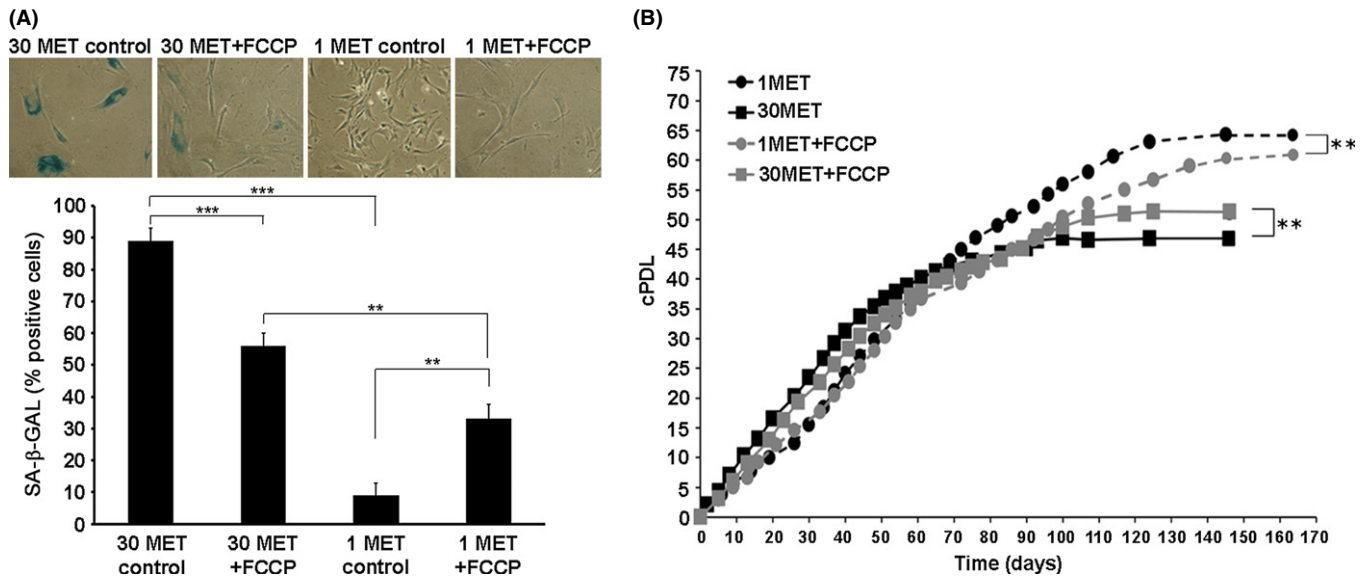 (A)
30 MET control 30 MET+FCCP 1 MET control 1 MET+FCCP
***
***
**
**
SA-β-GAL (% positive cells)
100
90
80
70
60
50
40
30
20
10
0
30 MET control
30 MET +FCCP
1 MET control
1 MET +FCCP
(B)
1MET
30MET
1MET+FCCP
30MET+FCCP
**
**
cPDL
75
70
65
60
55
50
45
40
35
30
25
20
15
10
5
0
0 10 20 30 40 50 60 70 80 90 100 110 120 130 140 150 160 170
Time (days)